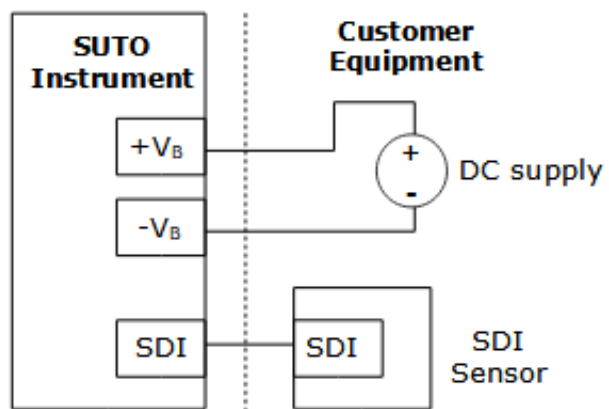 SUTO
Instrument
Customer
Equipment
+VB
+
-
DC supply
-VB
SDI
SDI
SDI
Sensor